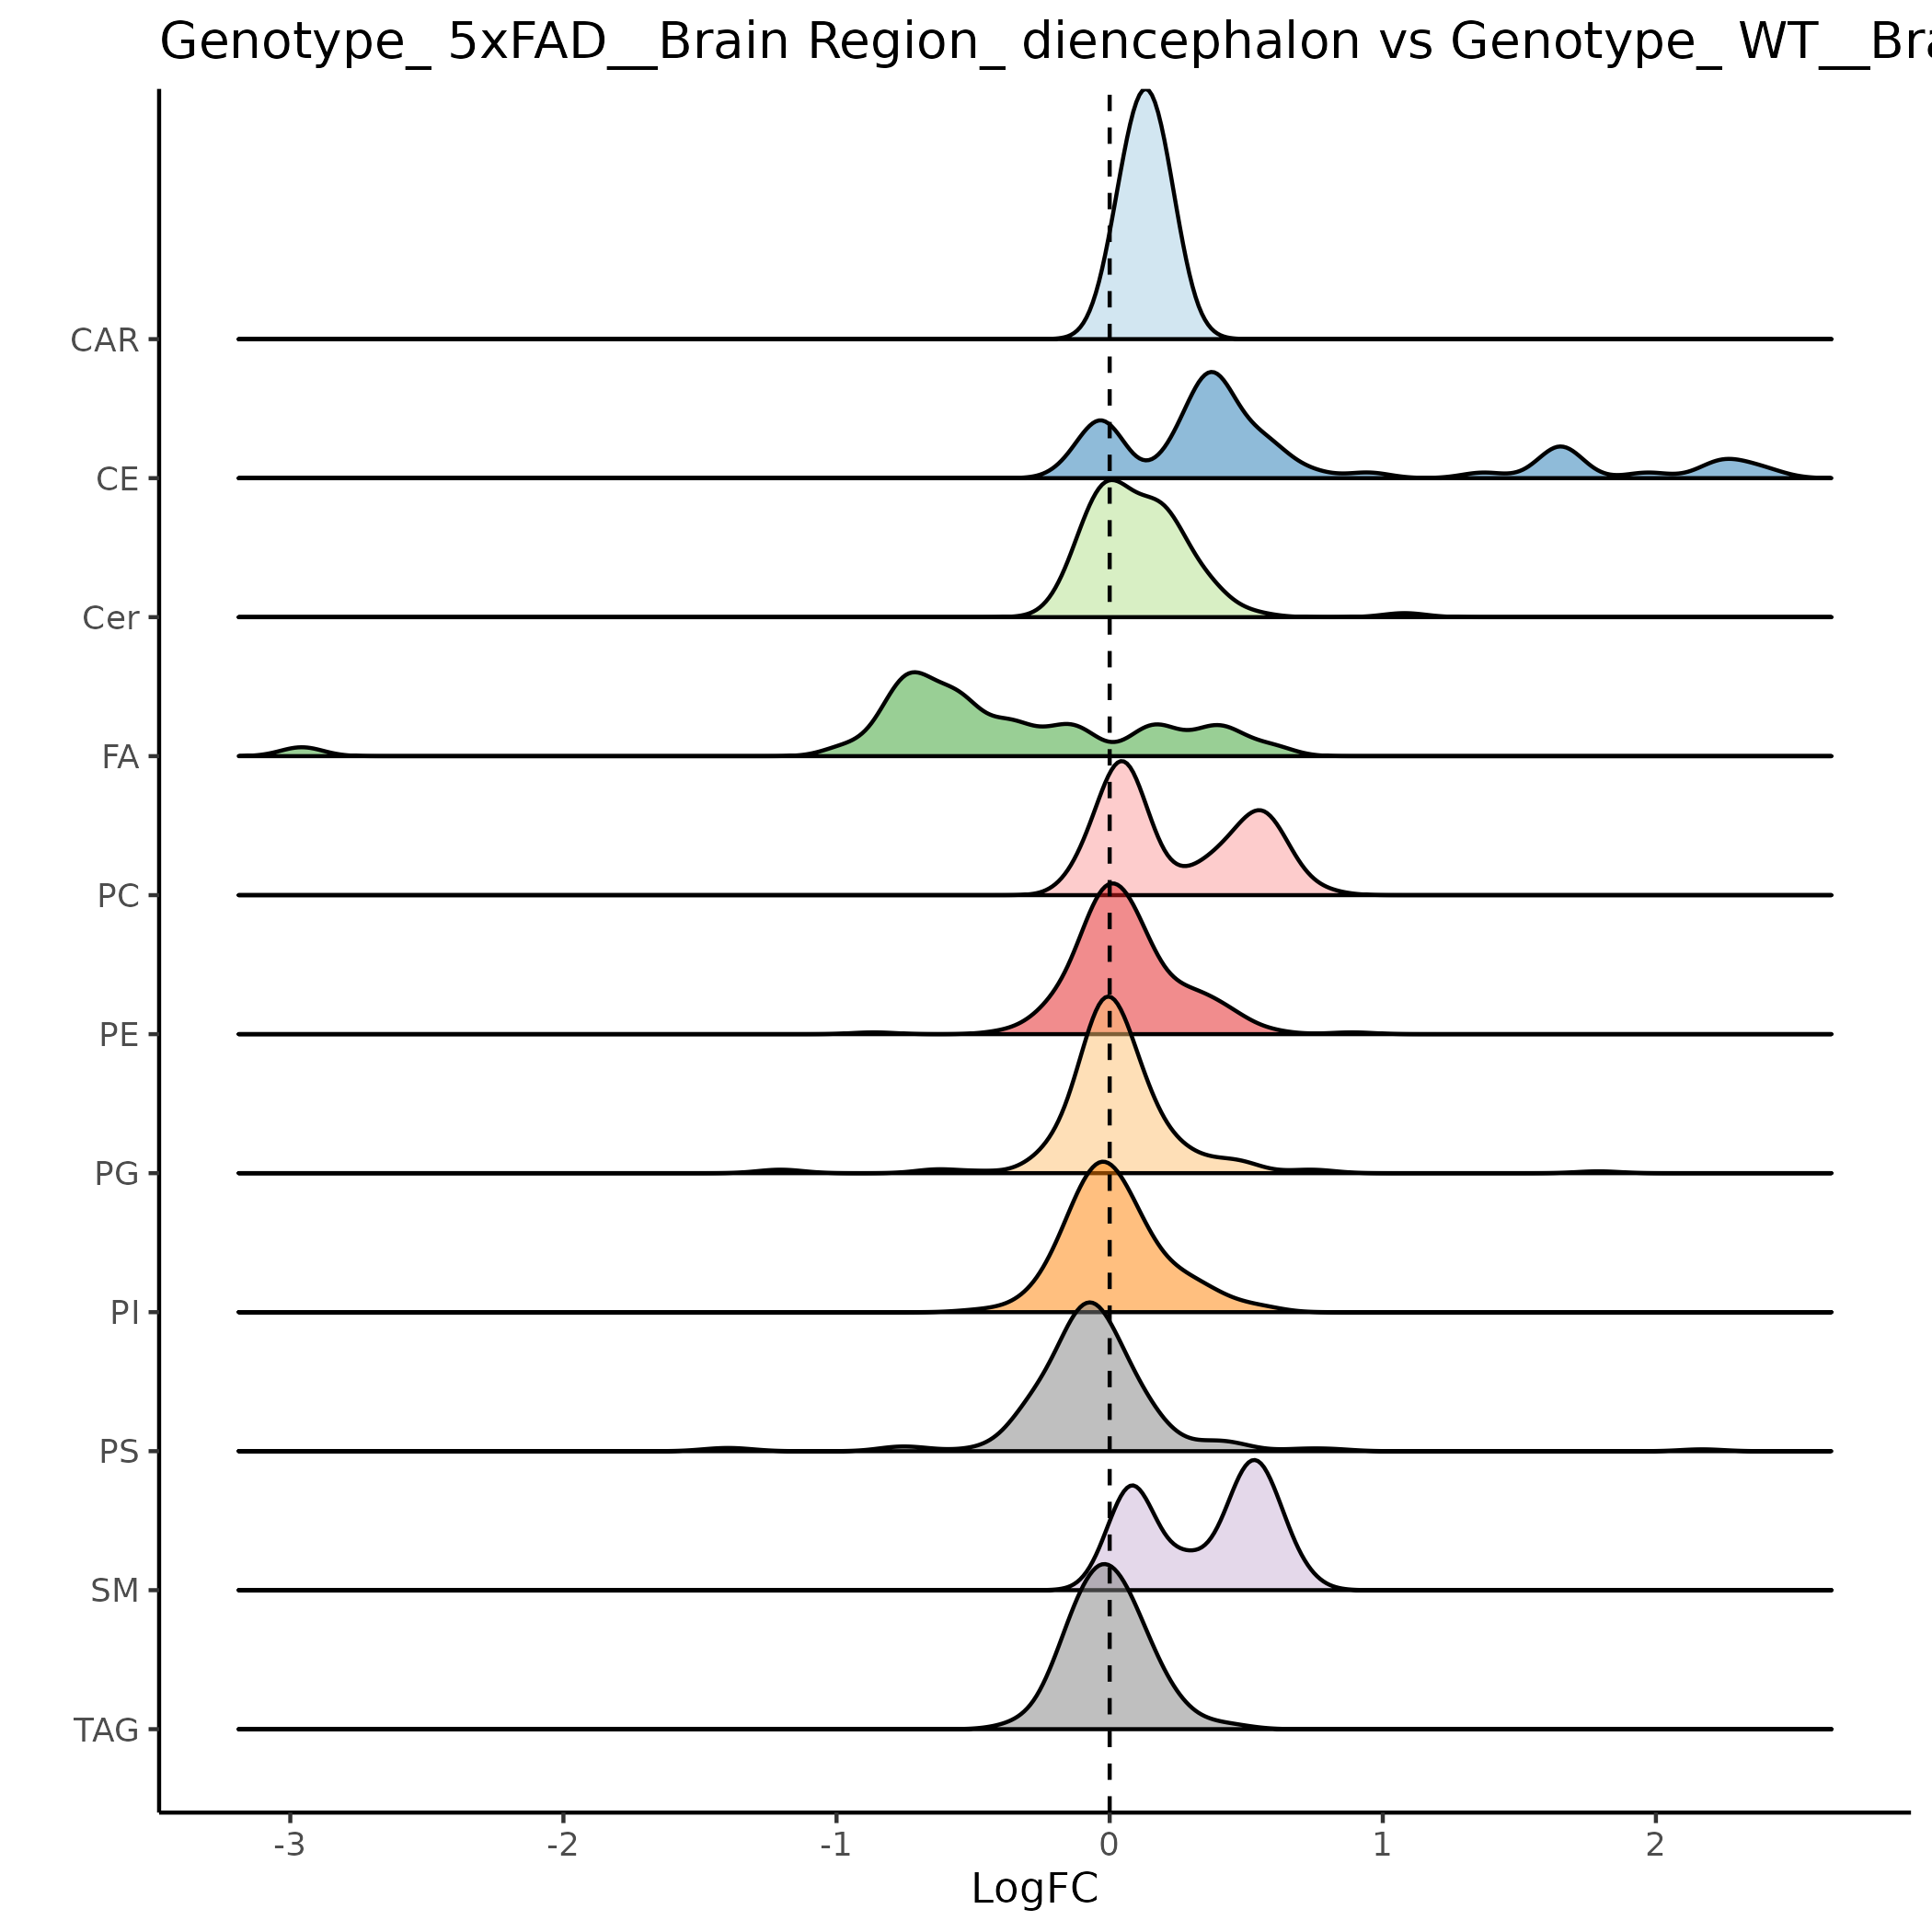 Genotype_ 5xFAD__Brain Region_ diencephalon vs Genotype_ WT__Bra
CAR
CE
Cer
FA
PC
PE
PG
PI
PS
SM
TAG
-3 -2 -1 0 1 2
LogFC